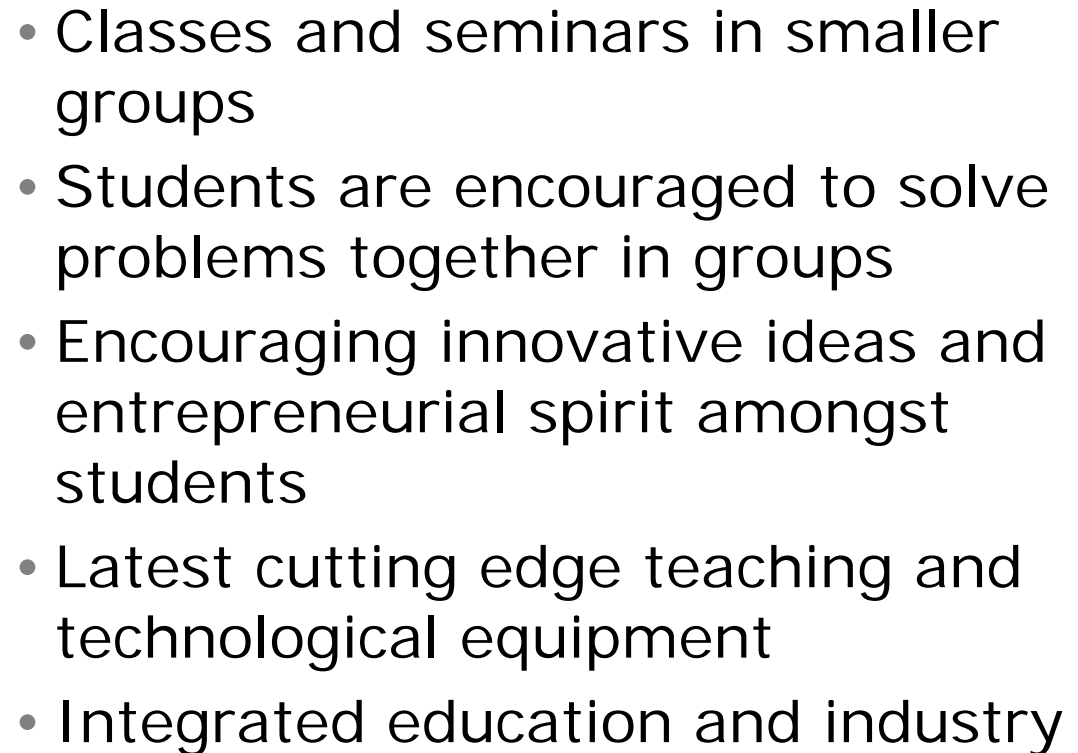 • Classes and seminars in smaller
groups
• Students are encouraged to solve
problems together in groups
• Encouraging innovative ideas and
entrepreneurial spirit amongst
students
• Latest cutting edge teaching and
technological equipment
• Integrated education and industry